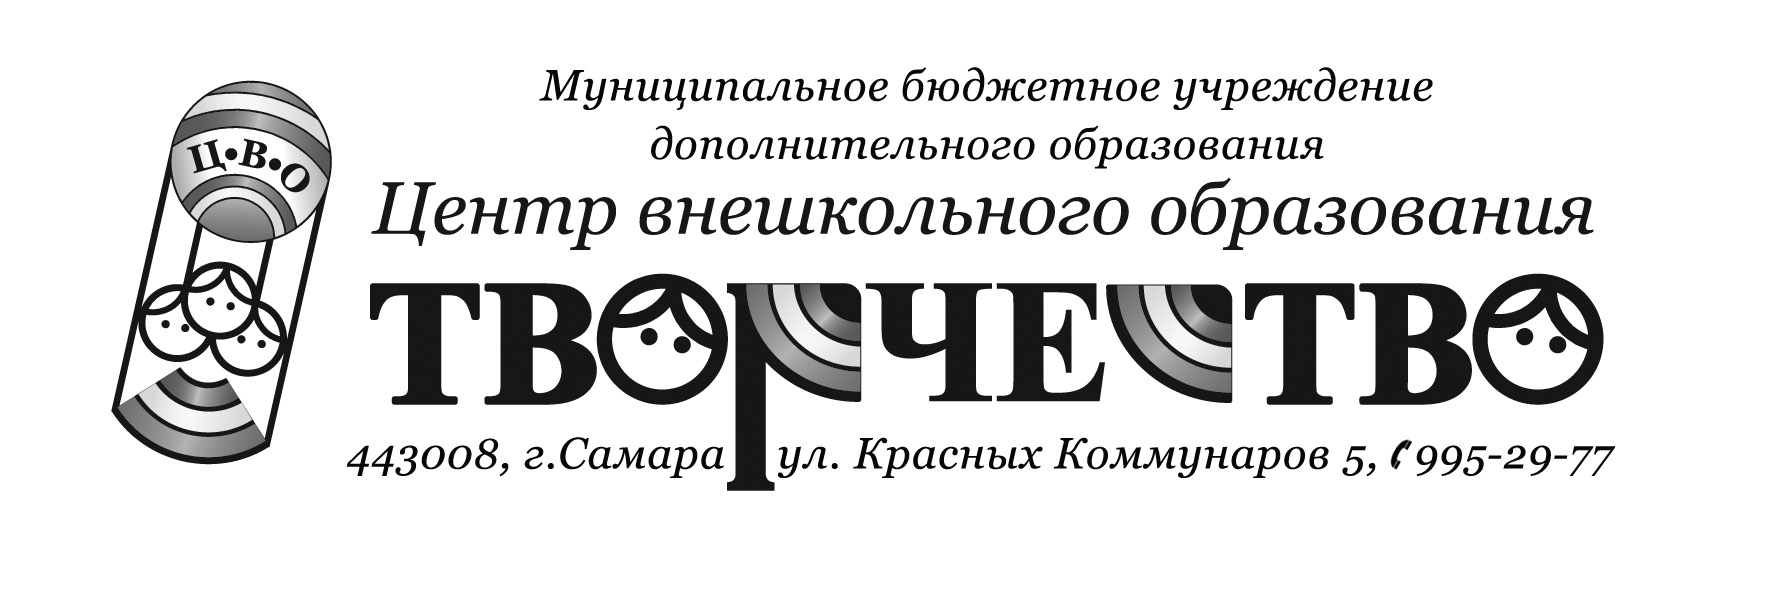 Ц•В•О
Муниципальное бюджетное учреждение
дополнительного образования
Центр внешкольного образования
ТВОРЧЕСТВО
443008, г.Самара ул. Красных Коммунаров 5, ✆995-29-77